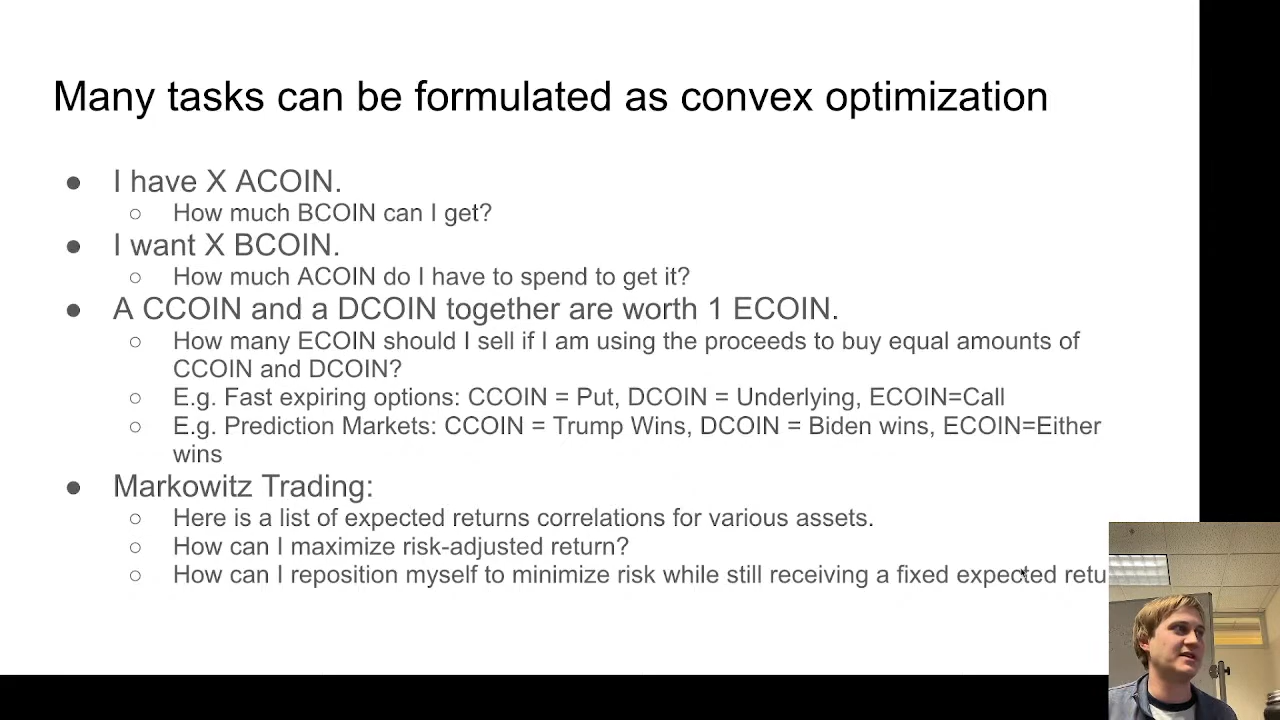 Many tasks can be formulated as convex optimization
● I have X ACOIN.
○ How much BCOIN can I get?
● I want X BCOIN.
○ How much ACOIN do I have to spend to get it?
● A CCOIN and a DCOIN together are worth 1 ECOIN.
○ How many ECOIN should I sell if I am using the proceeds to buy equal amounts of
CCOIN and DCOIN?
○ E.g. Fast expiring options: CCOIN = Put, DCOIN = Underlying, ECOIN=Call
○ E.g. Prediction Markets: CCOIN = Trump Wins, DCOIN = Biden wins, ECOIN=Either
wins
● Markowitz Trading:
○ Here is a list of expected returns correlations for various assets.
○ How can I maximize risk-adjusted return?
○ How can I reposition myself to minimize risk while still receiving a fixed expected retu